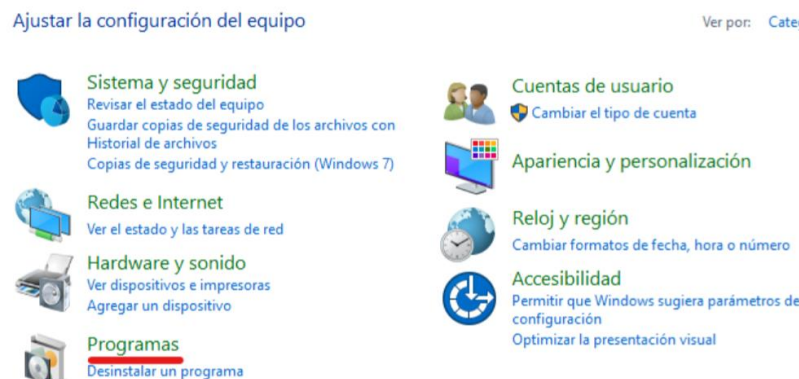 Ajustar la configuración del equipo
Ver por:
Sistema y seguridad
Revisar el estado del equipo
Guardar copias de seguridad de los archivos con
Historial de archivos
Copias de seguridad y restauración (Windows 7)
Redes e Internet
Ver el estado y las tareas de red
Hardware y sonido
Ver dispositivos e impresoras
Agregar un dispositivo
Programas
Desinstalar un programa
Cuentas de usuario
Cambiar el tipo de cuenta
Apariencia y personalización
Reloj y región
Cambiar formatos de fecha, hora o número
Accesibilidad
Permitir que Windows sugiera parámetros de
configuración
Optimizar la presentación visual